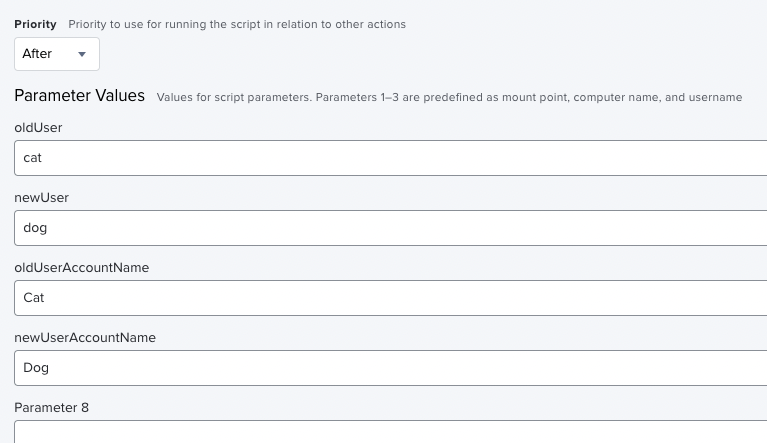 Priority Priority to use for running the script in relation to other actions
After
Parameter Values Values for script parameters. Parameters 1–3 are predefined as mount point, computer name, and username
oldUser
cat
newUser
dog
oldUserAccountName
Cat
newUserAccountName
Dog
Parameter 8